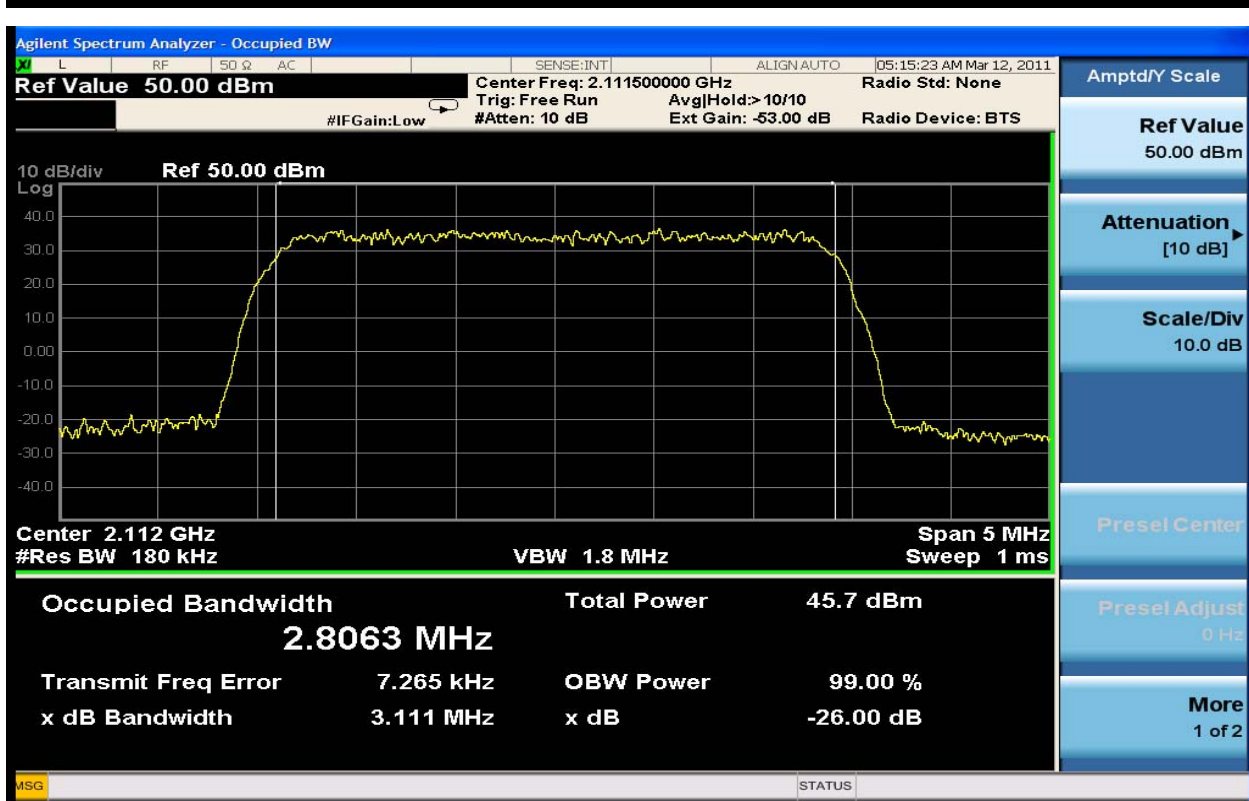 Agilent Spectrum Analyzer - Occupied BW
XI L RF 50 Ω AC SENSE:INT ALIGN AUTO 05:15:23 AM Mar 12, 2011
Ref Value 50.00 dBm Center Freq: 2.111500000 GHz Radio Std: None
Trig: Free Run Avg|Hold:>10/10
#IFGain:Low #Atten: 10 dB Ext Gain: -53.00 dB Radio Device: BTS
10 dB/div Ref 50.00 dBm
Log
40.0
30.0
20.0
10.0
0.00
-10.0
-20.0
-30.0
-40.0
Center 2.112 GHz Span 5 MHz
#Res BW 180 kHz VBW 1.8 MHz Sweep 1 ms
Occupied Bandwidth Total Power 45.7 dBm
2.8063 MHz
Transmit Freq Error 7.265 kHz OBW Power 99.00 %
x dB Bandwidth 3.111 MHz x dB -26.00 dB
MSG STATUS
Amptd/Y Scale
Ref Value
50.00 dBm
Attenuation
[10 dB]
Scale/Div
10.0 dB
Presel Center
Presel Adjust
0 Hz
More
1 of 2